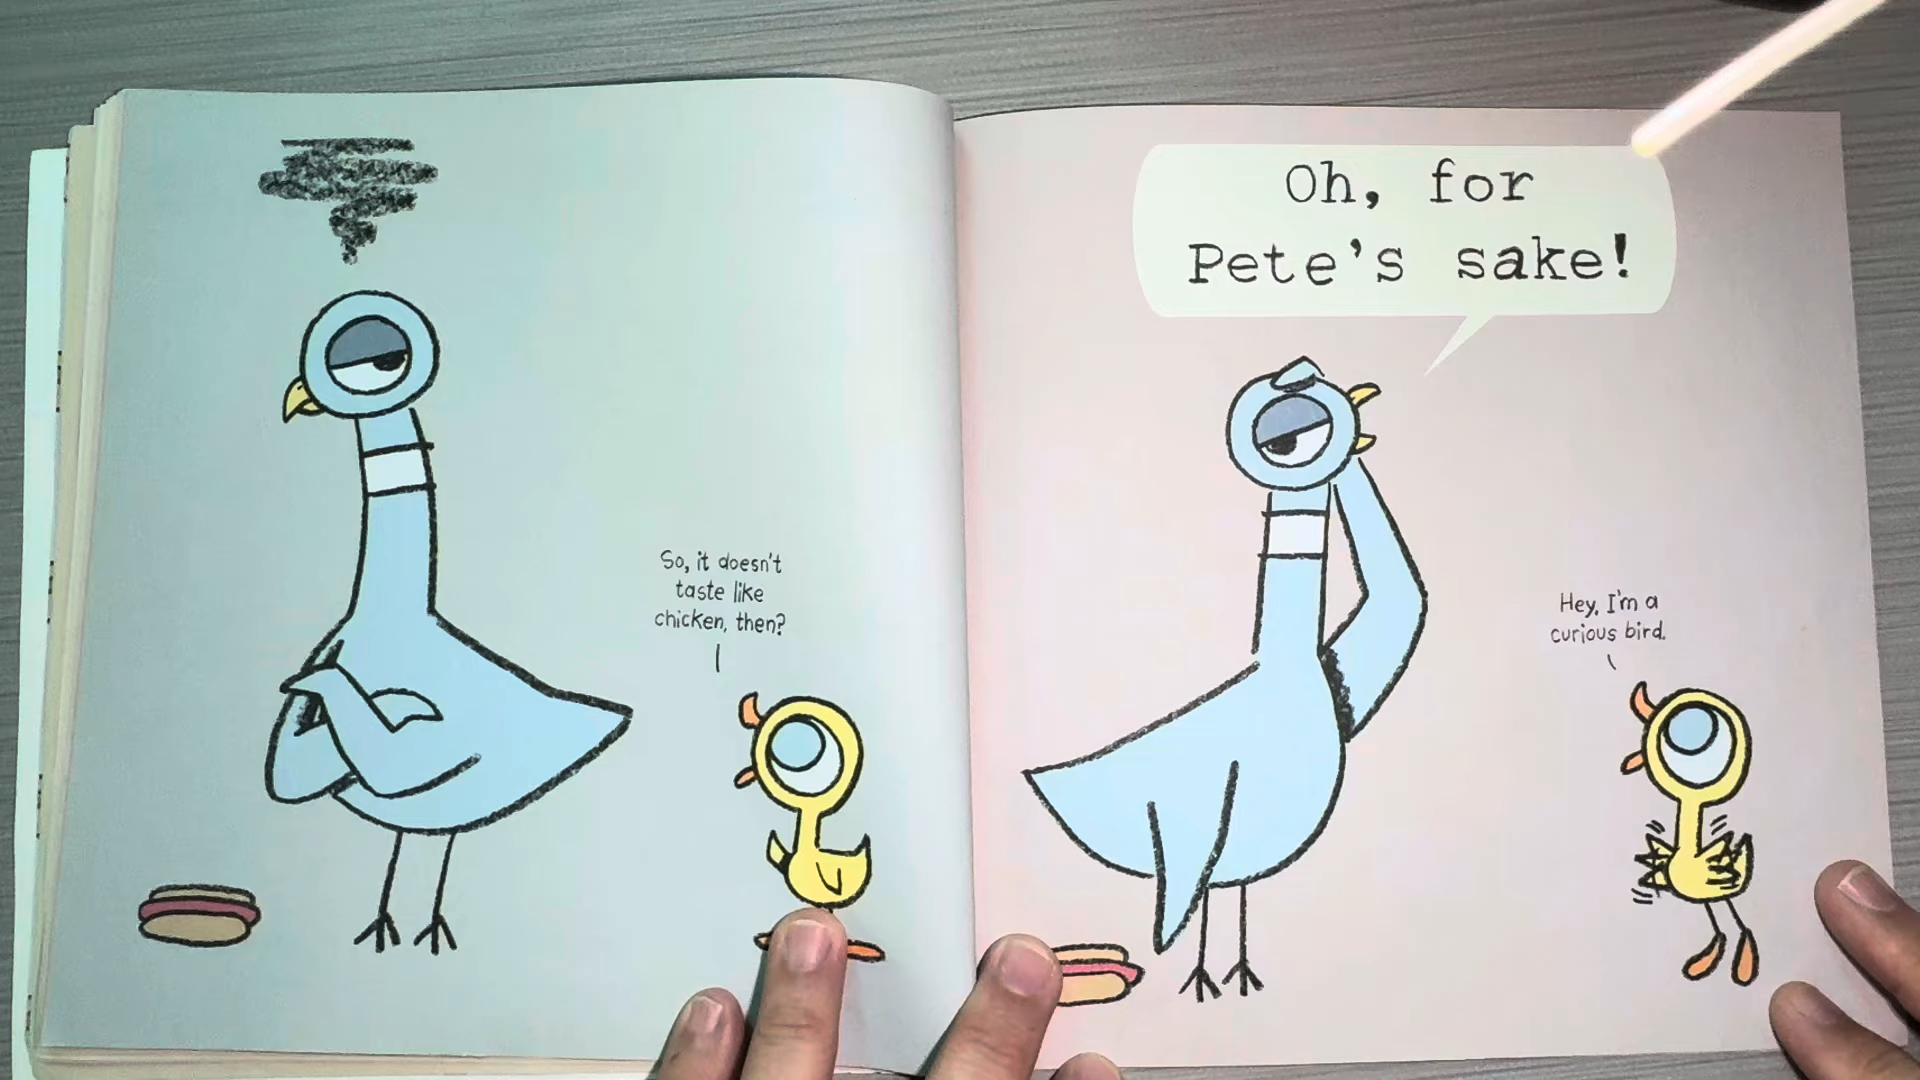 So, it doesn't
taste like
chicken, then?
Oh, for
Pete's sake!
Hey, I'm a
curious bird.